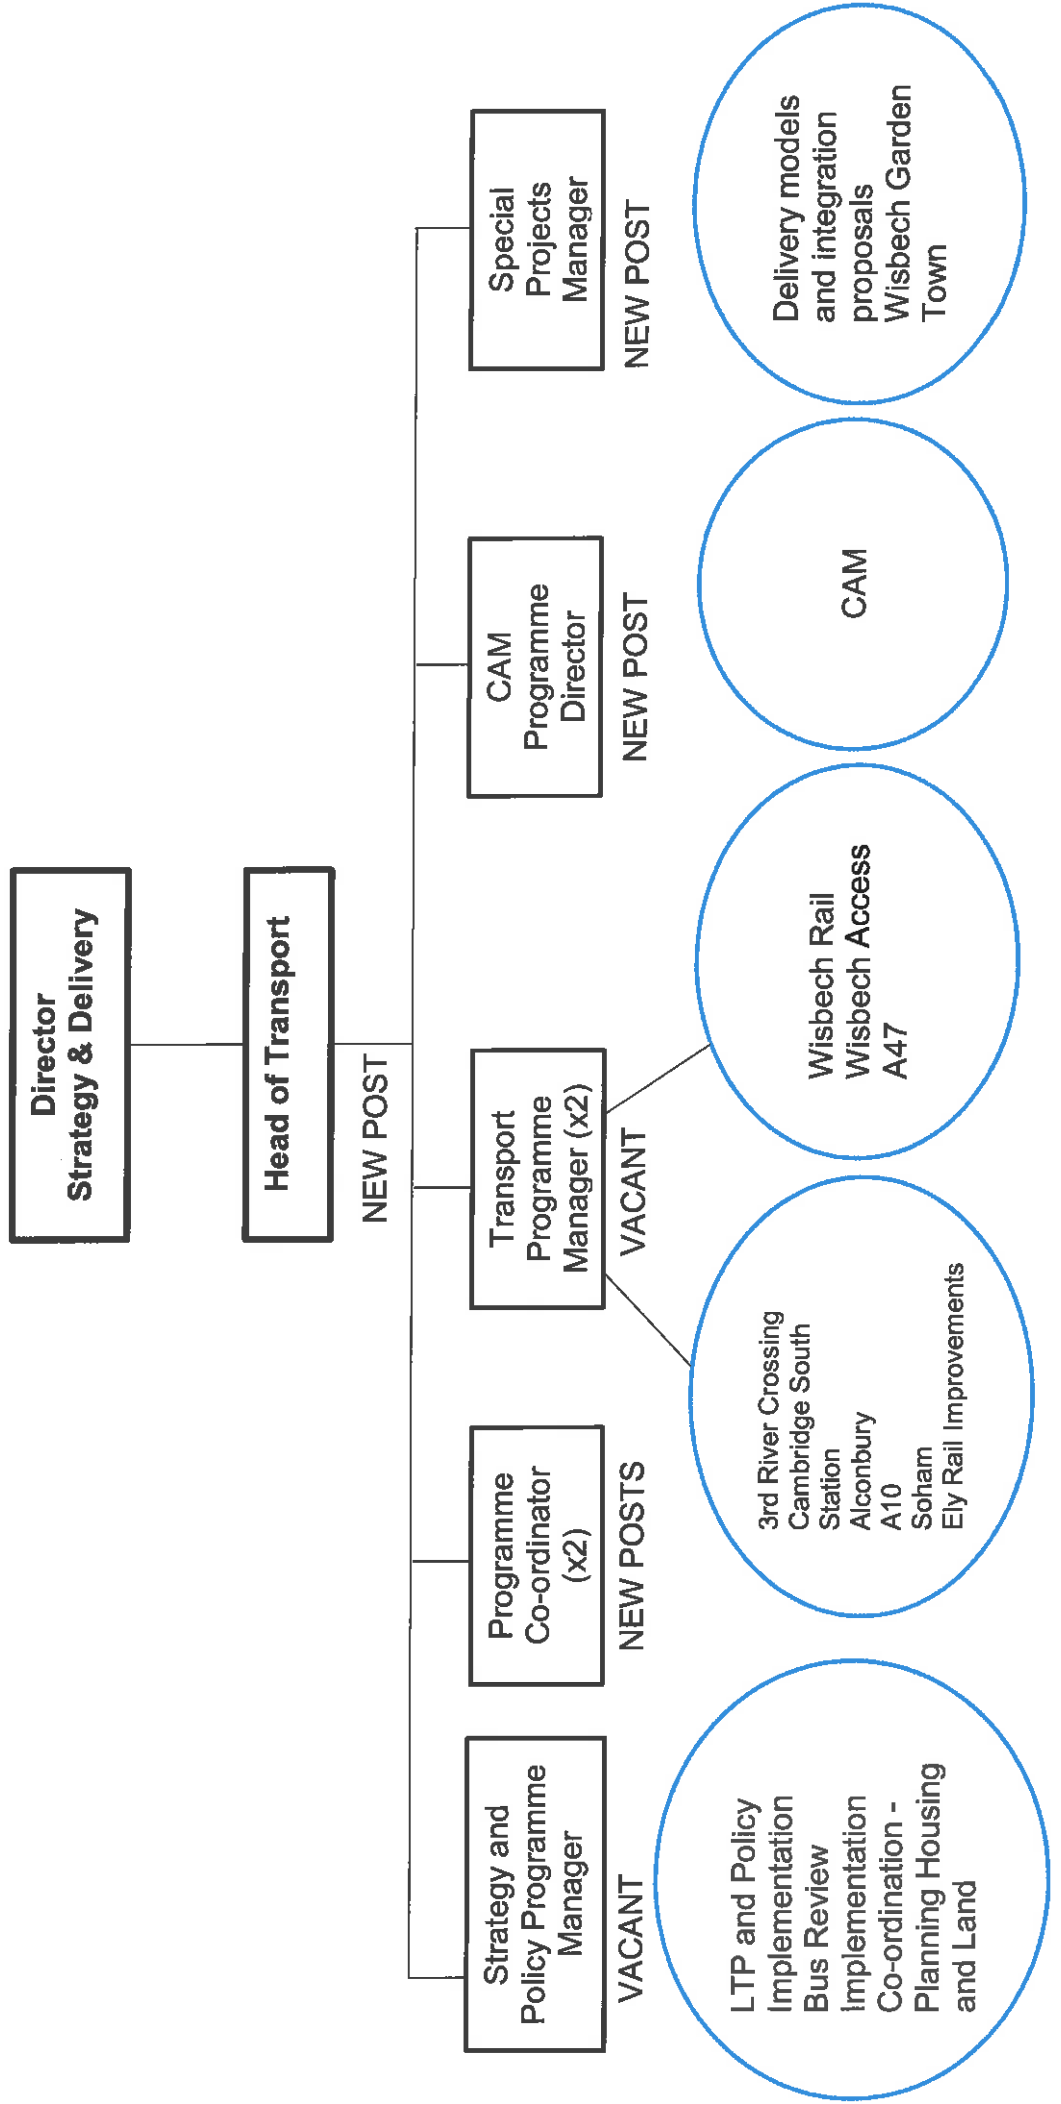 Director
Strategy & Delivery
Head of Transport
NEW POST
Strategy and
Policy Programme
Manager
VACANT
Programme
Co-ordinator
(x2)
NEW POSTS
Transport
Programme
Manager (x2)
VACANT
CAM
Programme
Director
NEW POST
Special
Projects
Manager
NEW POST
LTP and Policy
Implementation
Bus Review
Implementation
Co-ordination -
Planning Housing
and Land
3rd River Crossing
Cambridge South
Station
Alconbury
A10
Soham
Ely Rail Improvements
Wisbech Rail
Wisbech Access
A47
CAM
Delivery models
and integration
proposals
Wisbech Garden
Town